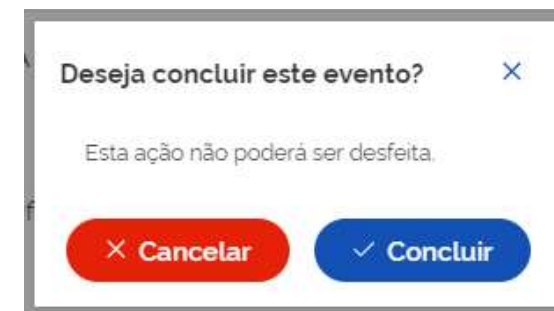 Deseja concluir este evento?
Esta ação não poderá ser desfeita.
Cancelar
Concluir